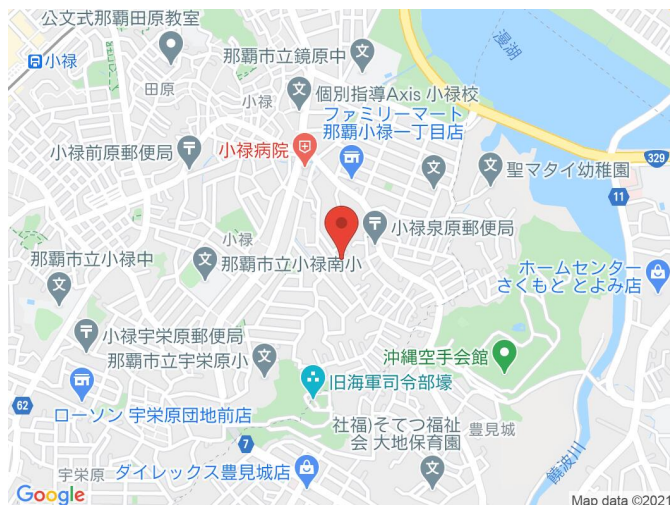 公文式那覇田原教室
小禄
田原
那覇市立鏡原中
漫湖
小禄
個別指導Axis 小禄校
ファミリーマート
那覇小禄一丁目店
小禄前原郵便局
小禄病院
329
聖マタイ幼稚園
11
小禄
小禄泉原郵便局
那覇市立小禄南小
那覇市立小禄中
ホームセンター
さくもと とよみ店
小禄宇栄原郵便局
那覇市立宇栄原小
沖縄空手会館
旧海軍司令部壕
62
ローソン 宇栄原団地前店
社福)そてつ福祉
会 大地保育園
豊見城
7
宇栄原
ダイレックス豊見城店
饒波川
Google
Map data ©2021